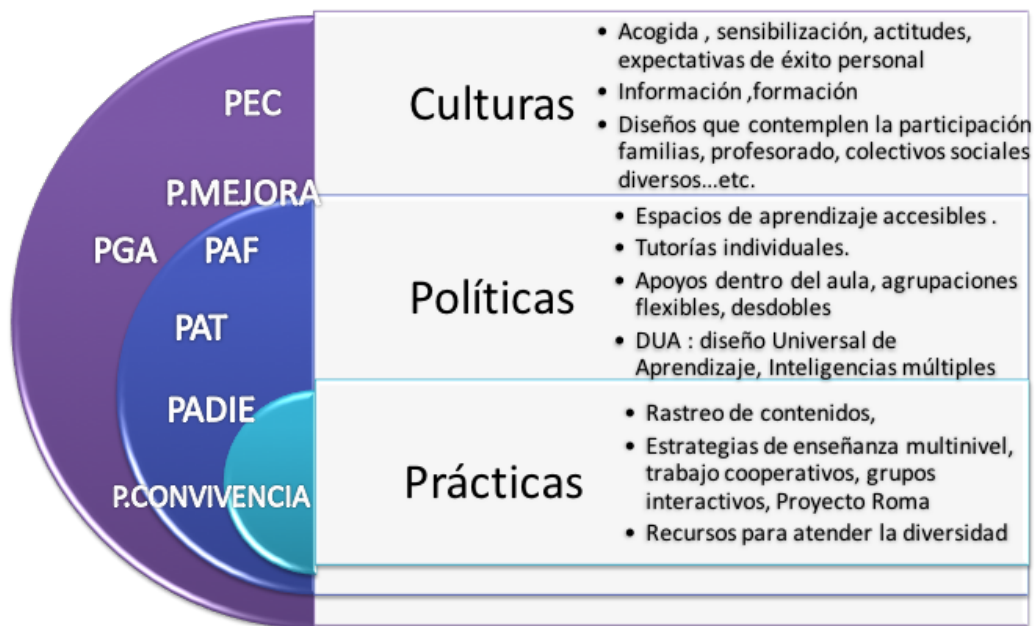 PEC
P.MEJORA
PGA
PAF
PAT
PADIE
P.CONVIVENCIA
Culturas
• Acogida , sensibilización, actitudes,
expectativas de éxito personal
• Información ,formación
• Diseños que contemplen la participación
familias, profesorado, colectivos sociales
diversos...etc.
Políticas
• Espacios de aprendizaje accesibles .
• Tutorías individuales.
• Apoyos dentro del aula, agrupaciones
flexibles, desdobles
• DUA : diseño Universal de
Aprendizaje, Inteligencias múltiples
Prácticas
• Rastreo de contenidos,
• Estrategias de enseñanza multinivel,
trabajo cooperativos, grupos
interactivos, Proyecto Roma
• Recursos para atender la diversidad